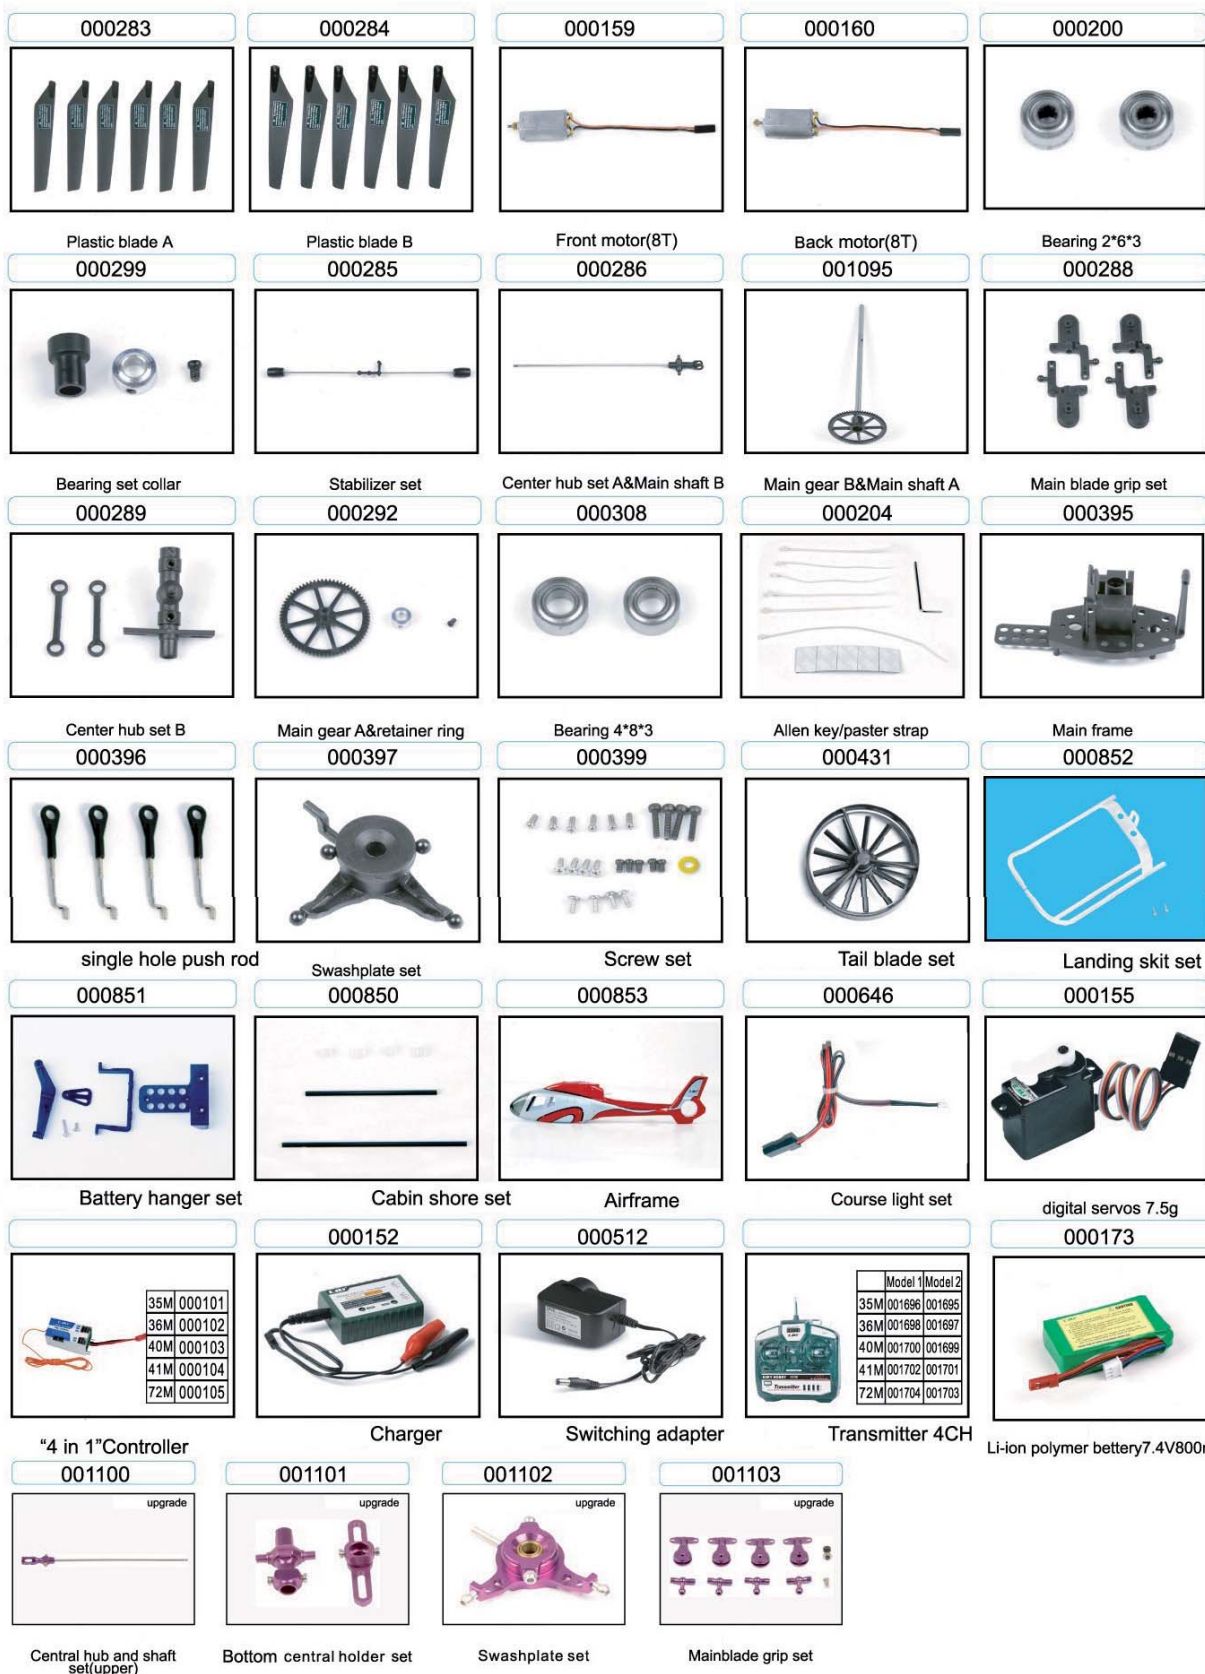 000283
000284
000159
000160
000200
Plastic blade A
Plastic blade B
Front motor(8T)
Back motor(8T)
Bearing 2*6*3
000299
000285
000286
001095
000288
Bearing set collar
Stabilizer set
Center hub set A&Main shaft B
Main gear B&Main shaft A
Main blade grip set
000289
000292
000308
000204
000395
Center hub set B
Main gear A&retainer ring
Bearing 4*8*3
Allen key/paster strap
Main frame
000396
000397
000399
000431
000852
single hole push rod
Swashplate set
Screw set
Tail blade set
Landing skit set
000851
000850
000853
000646
000155
Battery hanger set
Cabin shore set
Airframe
Course light set
digital servos 7.5g
35M 000101
36M 000102
40M 000103
41M 000104
72M 000105
"4 in 1"Controller
000152
Charger
000512
Switching adapter
Model 1 Model 2
35M 001696 001695
36M 001698 001697
40M 001700 001699
41M 001702 001701
72M 001704 001703
Transmitter
Transmitter 4CH
000173
Li-ion polymer bettery7.4V800
001100
001101
001102
001103
upgrade
upgrade
upgrade
upgrade
Central hub and shaft
set(upper)
Bottom central holder set
Swashplate set
Mainblade grip set